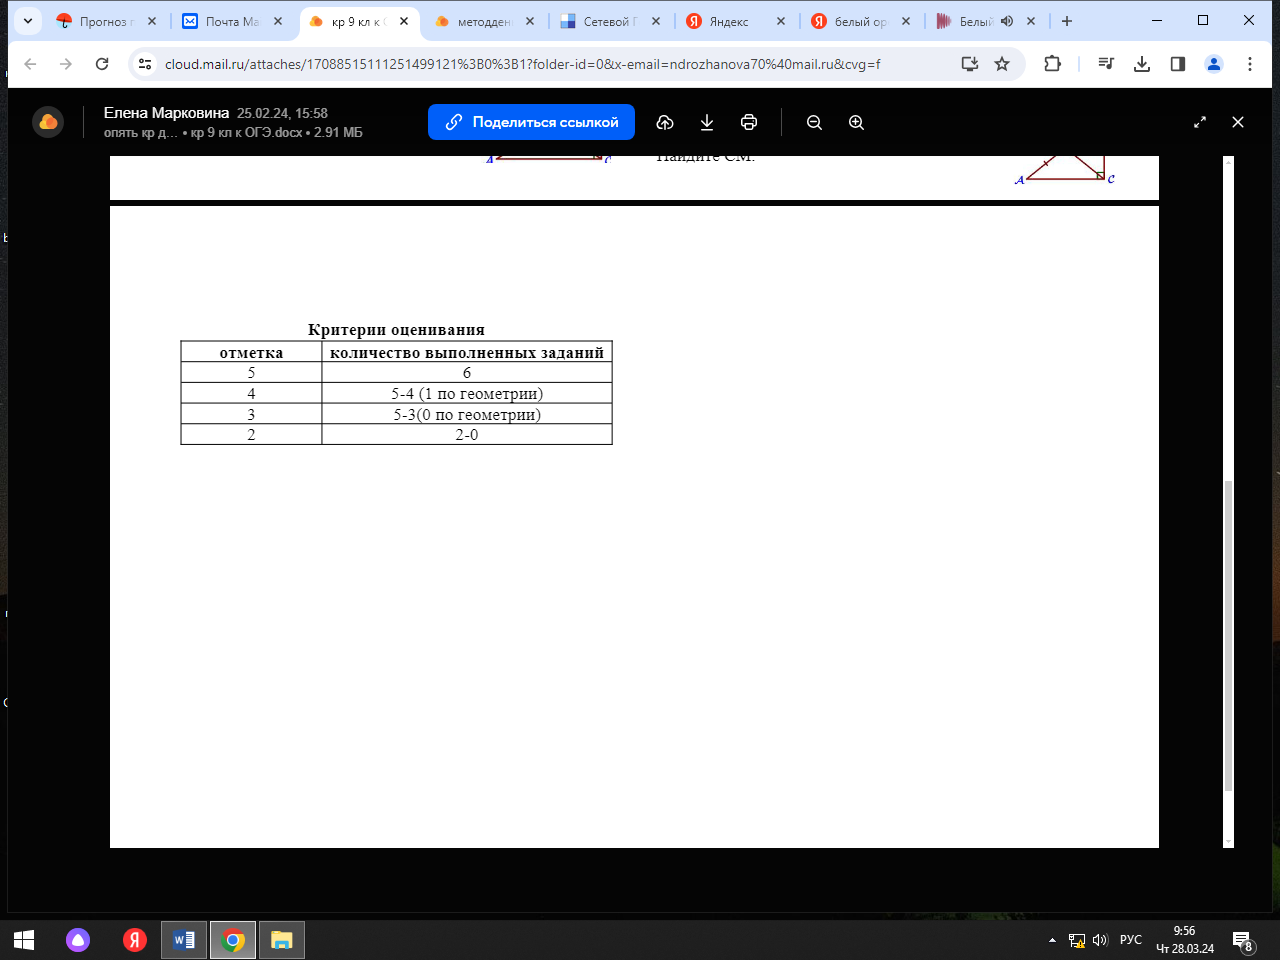 Прогноз п
Почта Ма
кр 9 кл к О
методден
Сетевой Г
Яндекс
белый ор
Белый
cloud.mail.ru/attaches/17088515111251499121%3B0%3B1?folder-id=0&x-email=ndrozhanova70%40mail.ru&cvg=f
Елена Марковина 25.02.24, 15:58
опять кр д... • кр 9 кл к ОГЭ.docx • 2.91 МБ
Поделиться ссылкой
A C Найдите СМ.
A C
Критерии оценивания
отметка количество выполненных заданий
5 6
4 5-4 (1 по геометрии)
3 5-3(0 по геометрии)
2 2-0
РУС
9:56
Чт 28.03.24
8